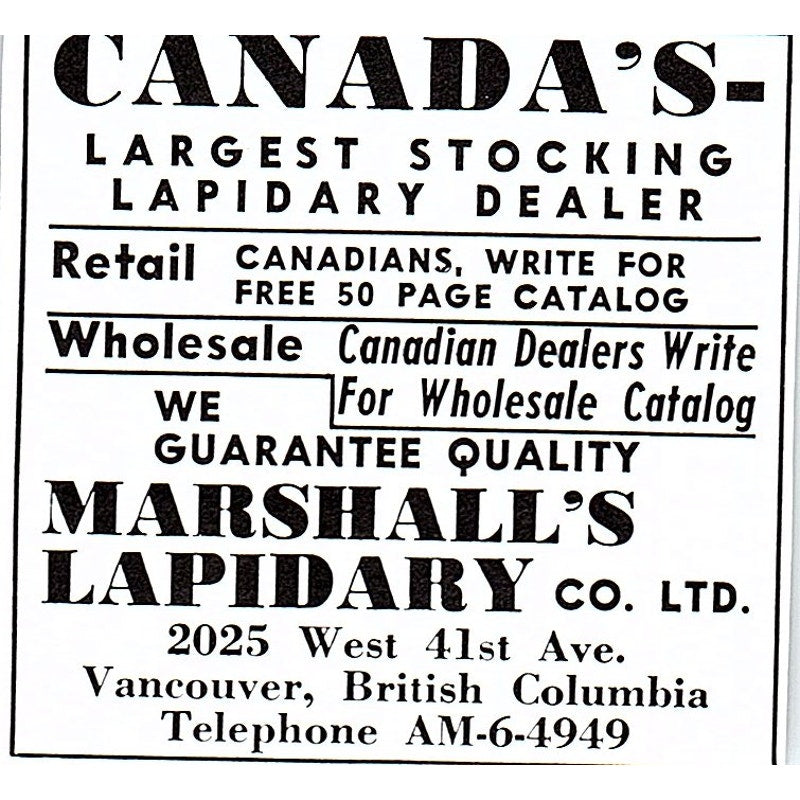 CANADA'S-
LARGEST STOCKING
LAPIDARY DEALER
Retail CANADIANS, WRITE FOR
FREE 50 PAGE CATALOG
Wholesale Canadian Dealers Write
For Wholesale Catalog
WE
GUARANTEE QUALITY
MARSHALL'S
LAPIDARY CO. LTD.
2025 West 41st Ave.
Vancouver, British Columbia
Telephone AM-6-4949